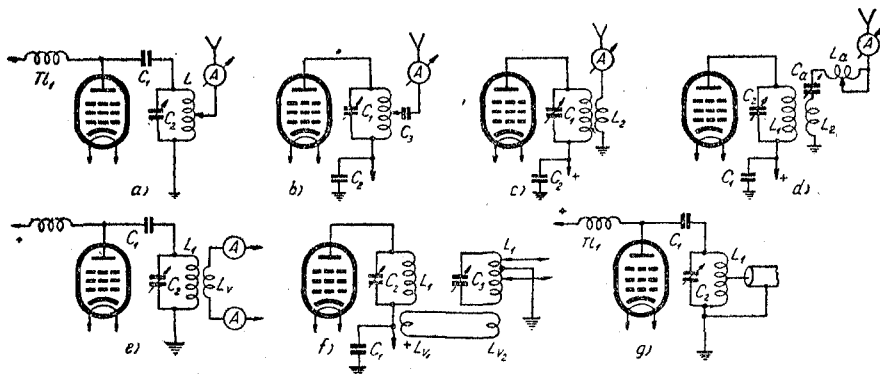 Tl₁ C₁ L A C₂ a)
C₁ A C₃ C₂ b)
C₁ A L₂ + C₂ c)
C₂ L₁ Cₐ Lₐ A L₂ C₁ + d)
+ C₁ L₁ C₂ Lᵥ A A e)
C₂ L₁ C₃ L₁ C₁ + Lᵥ₁ Lᵥ₂ f)
+ Tl₁ C₁ L₁ C₂ g)